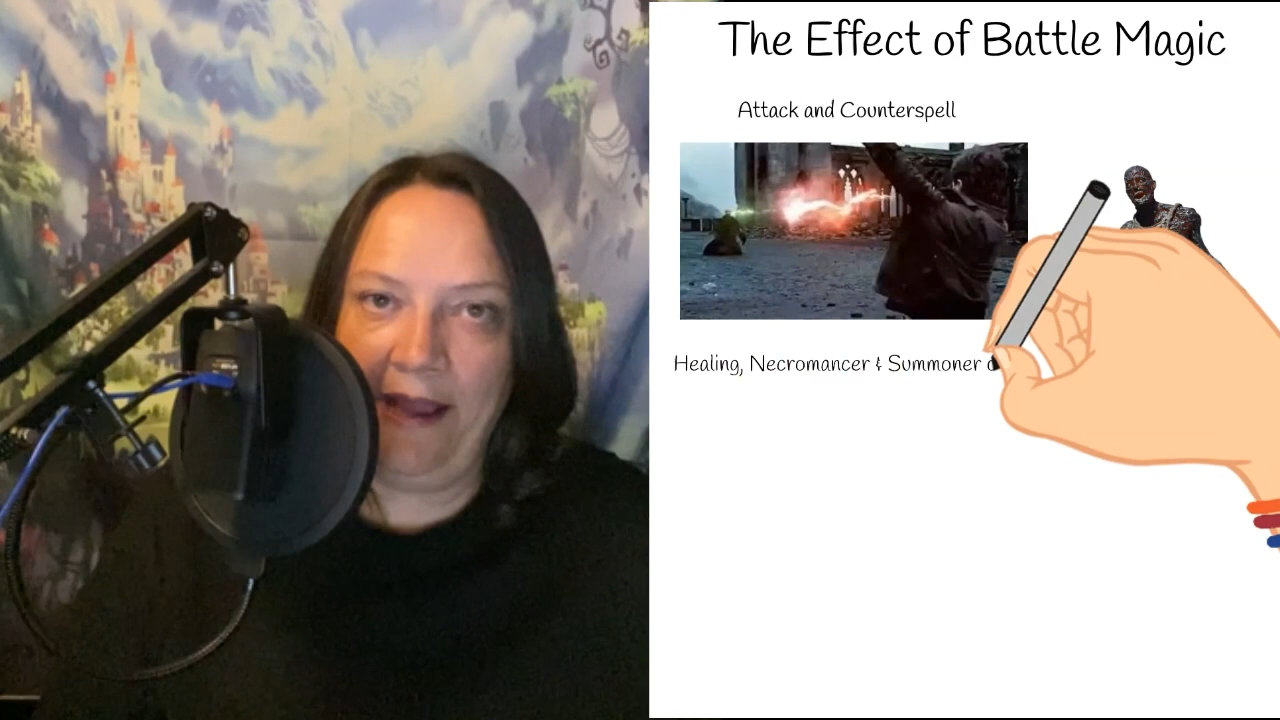 The Effect of Battle Magic
Attack and Counterspell
Healing, Necromancer & Summoner